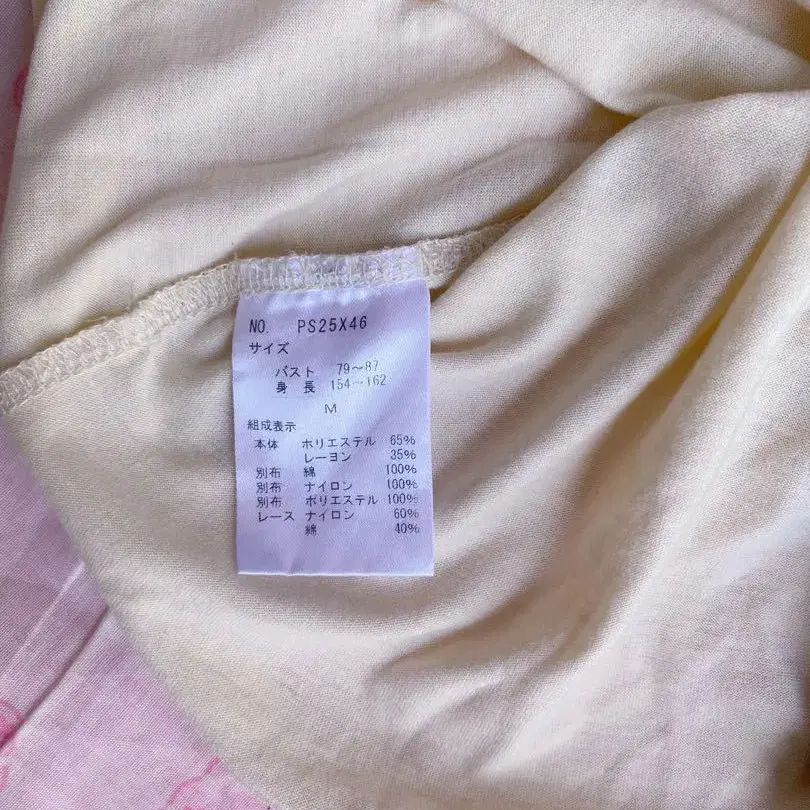 NO. PS25X46
サイズ
バスト 79～87
身長 154～162
M
組成表示
本体 ポリエステル 65%
レーヨン 35%
別布 綿 100%
別布 ナイロン 100%
別布 ポリエステル 100%
レース ナイロン 60%
綿 40%